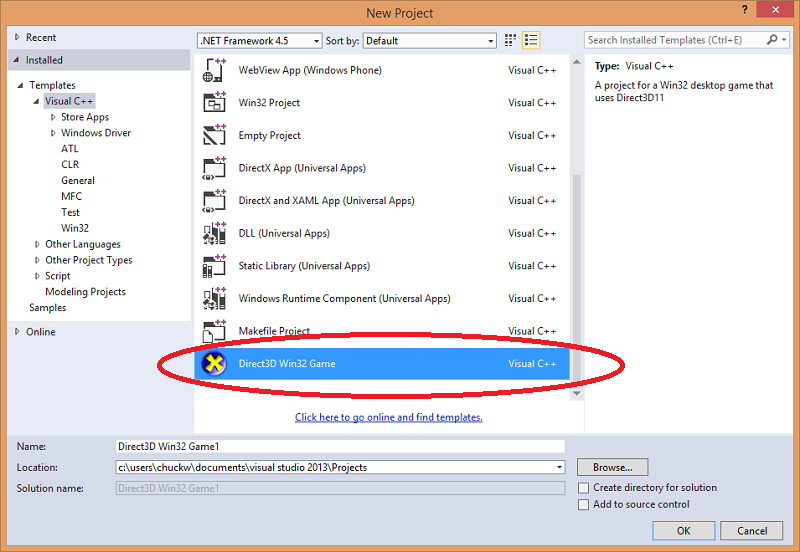 New Project
?
Recent
.NET Framework 4.5 Sort by: Default
Search Installed Templates (Ctrl+E)
Installed
Templates
Visual C++
Store Apps
Windows Driver
ATL
CLR
General
MFC
Test
Win32
Other Languages
Other Project Types
Script
Modeling Projects
Samples
Online
WebView App (Windows Phone) Visual C++
Win32 Project Visual C++
Empty Project Visual C++
DirectX App (Universal Apps) Visual C++
DirectX and XAML App (Universal Apps) Visual C++
DLL (Universal Apps) Visual C++
Static Library (Universal Apps) Visual C++
Windows Runtime Component (Universal Apps) Visual C++
Makefile Project Visual C++
Direct3D Win32 Game Visual C++
Click here to go online and find templates.
Type: Visual C++
A project for a Win32 desktop game that
uses Direct3D11
Name: Direct3D Win32 Game1
Location: c:\users\chuckw\documents\visual studio 2013\Projects Browse...
Solution name: Direct3D Win32 Game1
Create directory for solution
Add to source control
OK Cancel